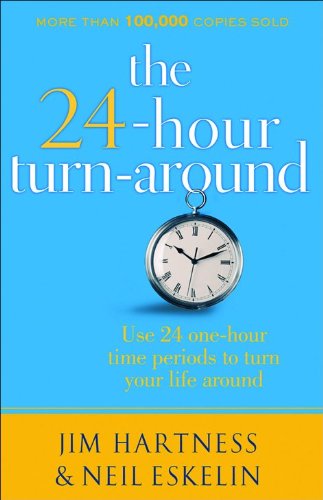 MORE THAN 100,000 COPIES SOLD
the
24-hour
turn-around
Use 24 one-hour
time periods to turn
your life around
JIM HARTNESS
& NEIL ESKELIN